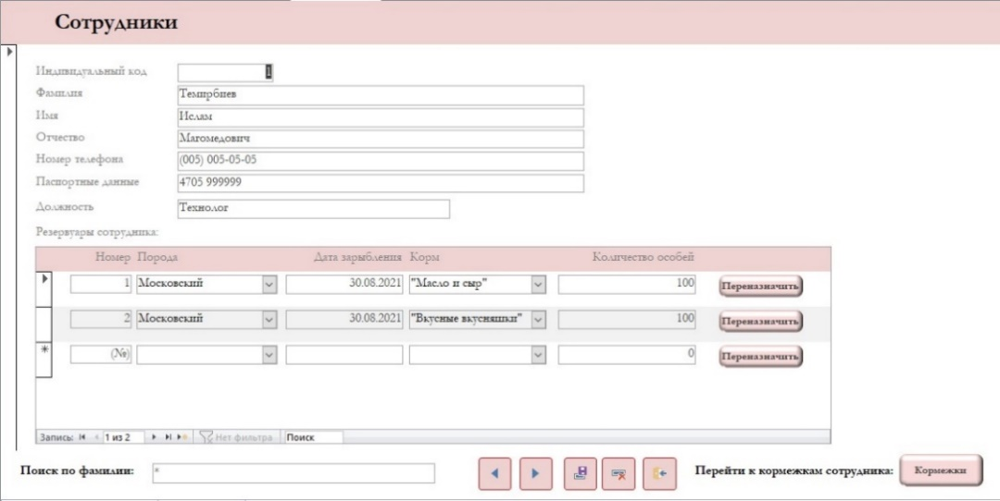 Сотрудники
Индивидуальный код 1
Фамилия Темирбиев
Имя Ислам
Отчество Магомедович
Номер телефона (005) 005-05-05
Паспортные данные 4705 999999
Должность Технолог
Резервуары сотрудника:
Номер Порода Дата зарыбления Корм Количество особей
1 Московский 30.08.2021 "Масло и сыр" 100 Переназначить
2 Московский 30.08.2021 "Вкусные вкусняшки" 100 Переназначить
* (№) 0 Переназначить
Запись: 1 из 2 Нет фильтра Поиск
Поиск по фамилии: * Перейти к кормежкам сотрудника: Кормежки